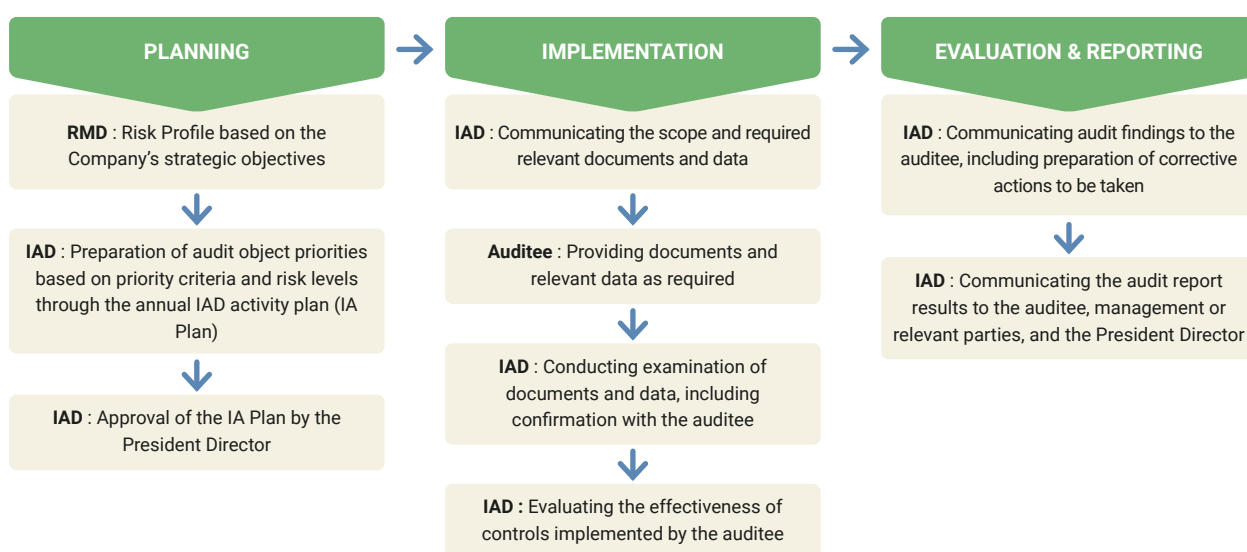 PLANNING
RMD : Risk Profile based on the
Company's strategic objectives
IAD : Preparation of audit object priorities
based on priority criteria and risk levels
through the annual IAD activity plan (IA
Plan)
IAD : Approval of the IA Plan by the
President Director
IMPLEMENTATION
IAD : Communicating the scope and required
relevant documents and data
Auditee : Providing documents and
relevant data as required
IAD : Conducting examination of
documents and data, including
confirmation with the auditee
IAD : Evaluating the effectiveness of
controls implemented by the auditee
EVALUATION & REPORTING
IAD : Communicating audit findings to the
auditee, including preparation of corrective
actions to be taken
IAD : Communicating the audit report
results to the auditee, management or
relevant parties, and the President Director